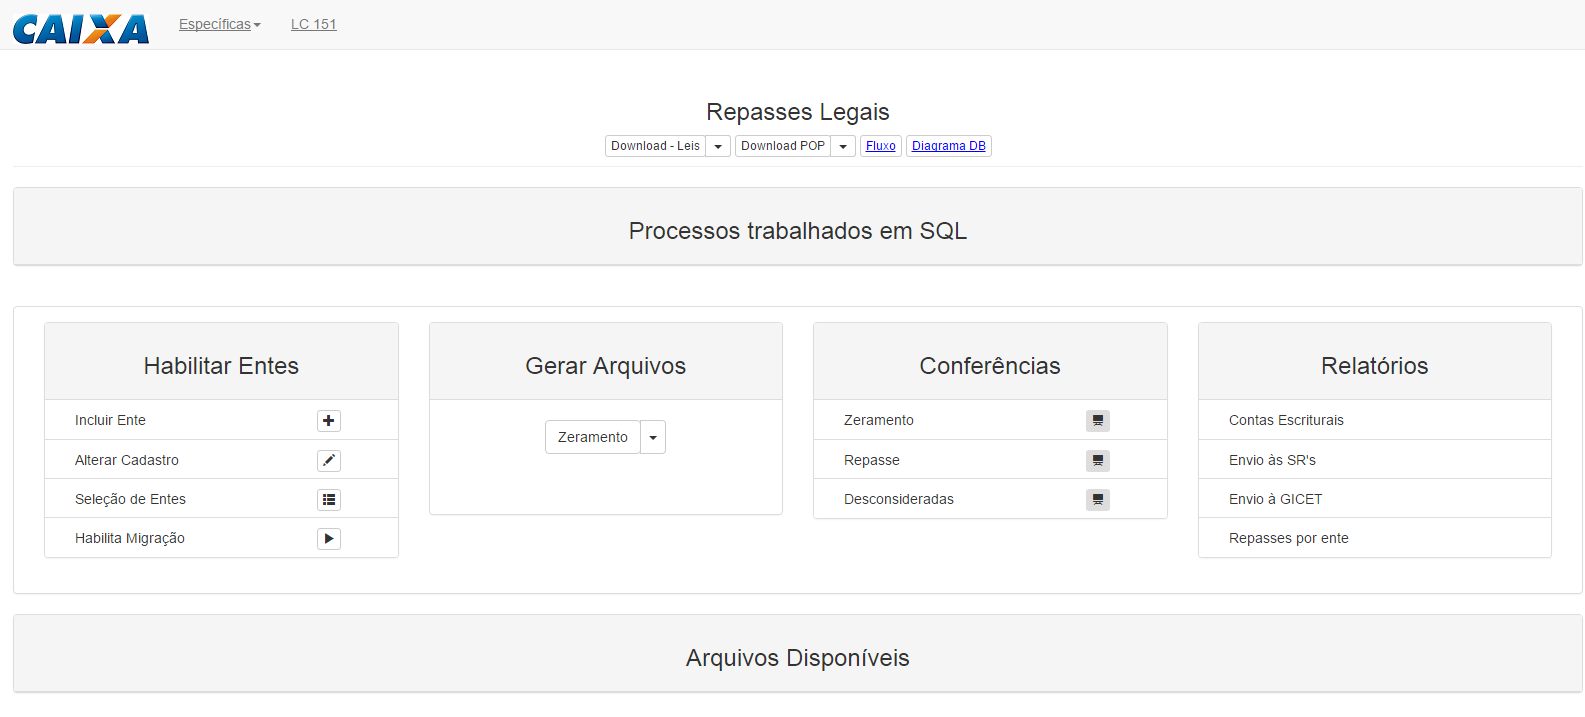 CAIXA Específicas LC 151
Repasses Legais
Download - Leis Download POP Fluxo Diagrama DB
Processos trabalhados em SQL
Habilitar Entes
Incluir Ente
Alterar Cadastro
Seleção de Entes
Habilita Migração
Gerar Arquivos
Zeramento
Conferências
Zeramento
Repasse
Desconsideradas
Relatórios
Contas Escriturais
Envio às SR's
Envio à GICET
Repasses por ente
Arquivos Disponíveis